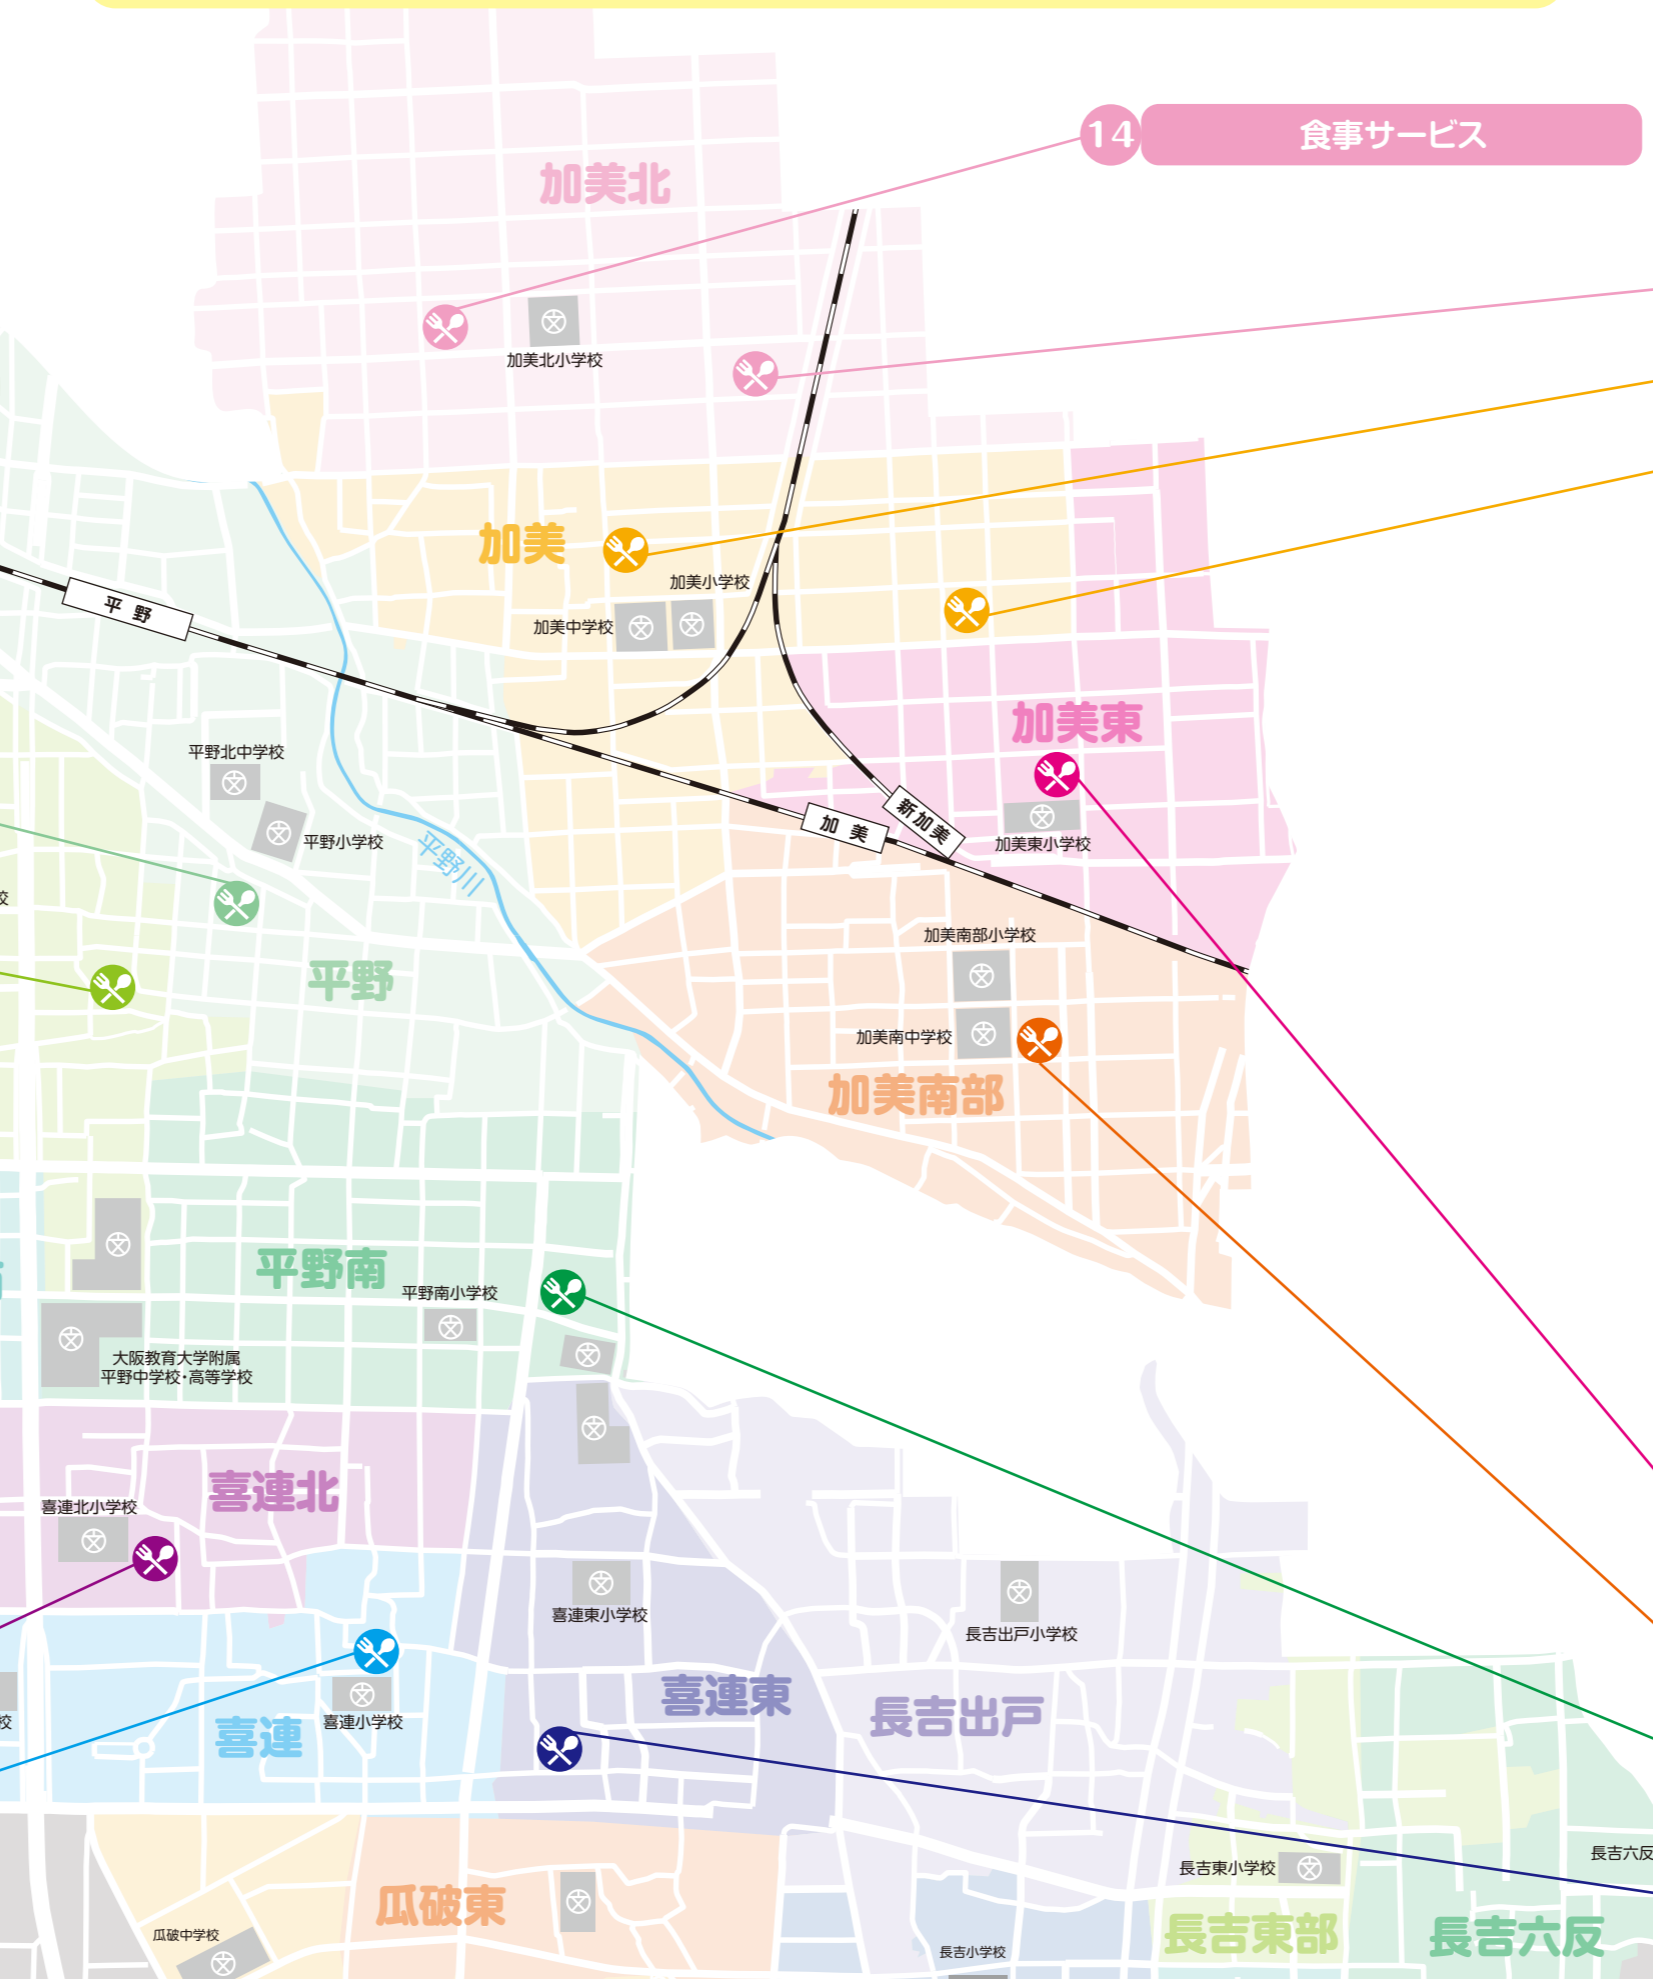 14 食事サービス
加美北
加美北小学校
加美
加美小学校
加美中学校
平野
加美東
平野北中学校
新加美
加美
平野小学校
加美東小学校
平野川
校
加美南部小学校
平野
加美南中学校
加美南部
平野南
平野南小学校
大阪教育大学附属
平野中学校・高等学校
喜連北
喜連北小学校
喜連東小学校
長吉出戸小学校
喜連東
長吉出戸
喜連小学校
校
喜連
長吉六反
長吉東小学校
瓜破東
瓜破中学校
長吉東部
長吉六反
長吉小学校